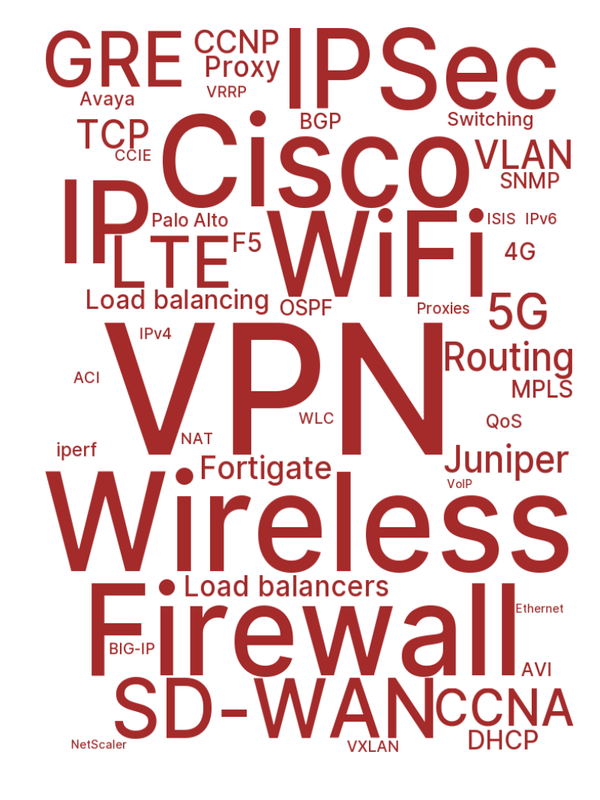 GRE
CCNP
IPSec
Proxy
Avaya
VRRP
BGP
Switching
TCP
CCIE
Cisco
VLAN
SNMP
IP
Palo Alto
WiFi
ISIS
IPv6
LTE
F5
4G
Load balancing
OSPF
Proxies
5G
IPv4
VPN
Routing
ACI
MPLS
WLC
QoS
NAT
iperf
Fortigate
Juniper
VoIP
Wireless
Load balancers
Firewall
Ethernet
BIG-IP
AVI
SD-WAN
CCNA
NetScaler
VXLAN
DHCP